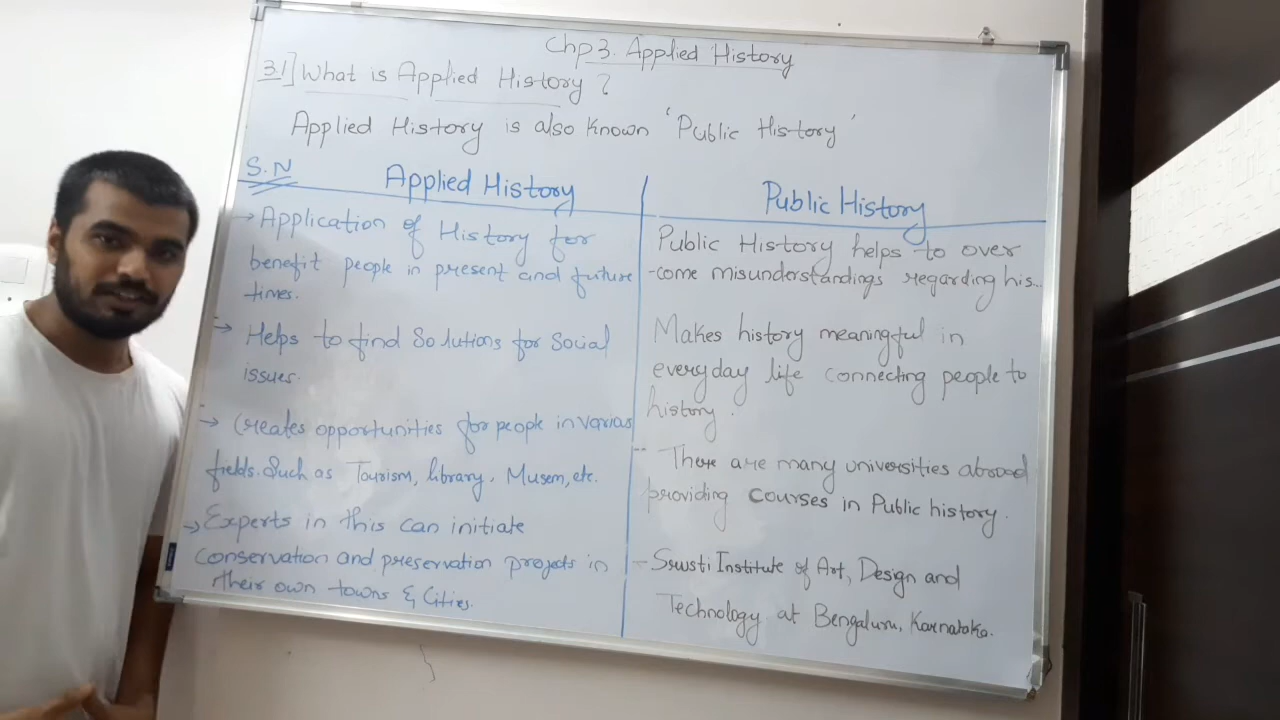 Chp 3. Applied History
3.1] What is Applied History ?
Applied History is also known 'Public History'
S.N
Applied History
→ Application of History for
benefit people in present and future
times.
→ Helps to find Solutions for Social
issues.
→ Creates opportunities for people in various
fields. Such as Tourism, library, Musem, etc.
→ Experts in this can initiate
Conservation and preservation projects in
their own towns & Cities.
Public History
Public History helps to over
-come misunderstandings regarding his...
Makes history meaningful in
everyday life connecting people to
history.
-- There are many universities abroad
providing courses in Public history.
- Srusti Institute of Art, Design and
Technology at Bengaluru, Karnataka.